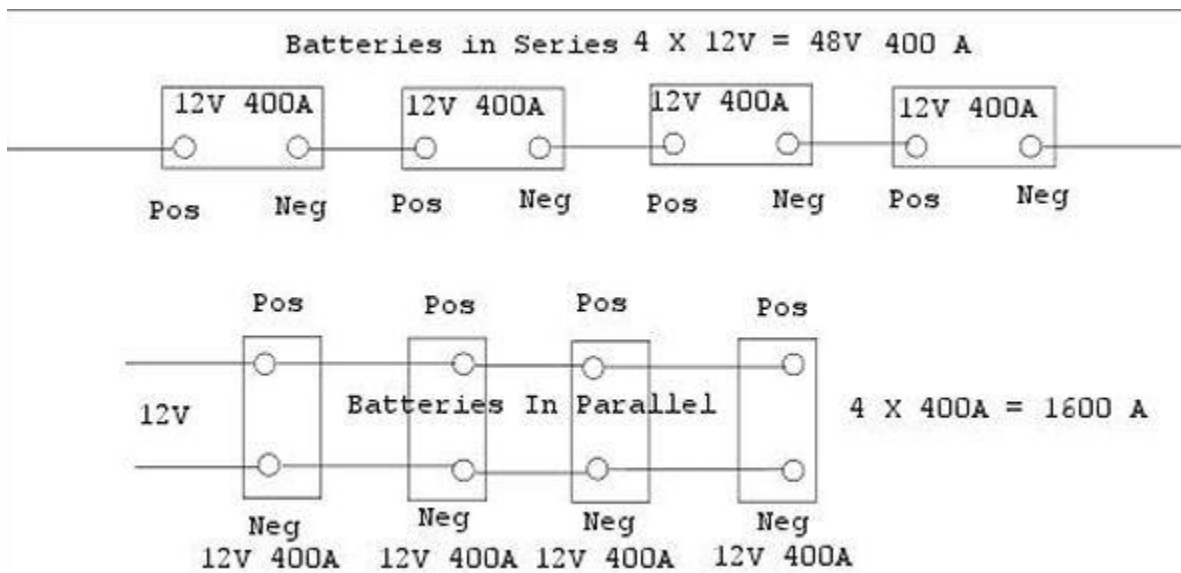 Batteries in Series 4 X 12V = 48V 400 A
12V 400A 12V 400A 12V 400A 12V 400A
Pos Neg Pos Neg Pos Neg Pos Neg
Pos Pos Pos Pos
12V Batteries In Parallel 4 X 400A = 1600 A
Neg Neg Neg Neg
12V 400A 12V 400A 12V 400A 12V 400A